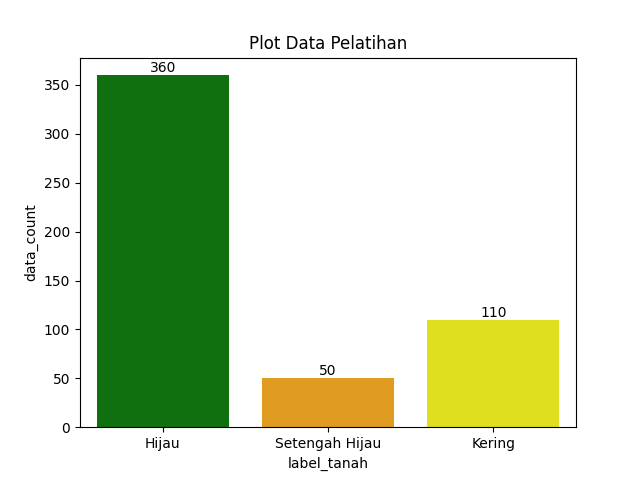 Plot Data Pelatihan
360
50
110
350
300
250
200
150
100
50
0
data_count
Hijau
Setengah Hijau
Kering
label_tanah